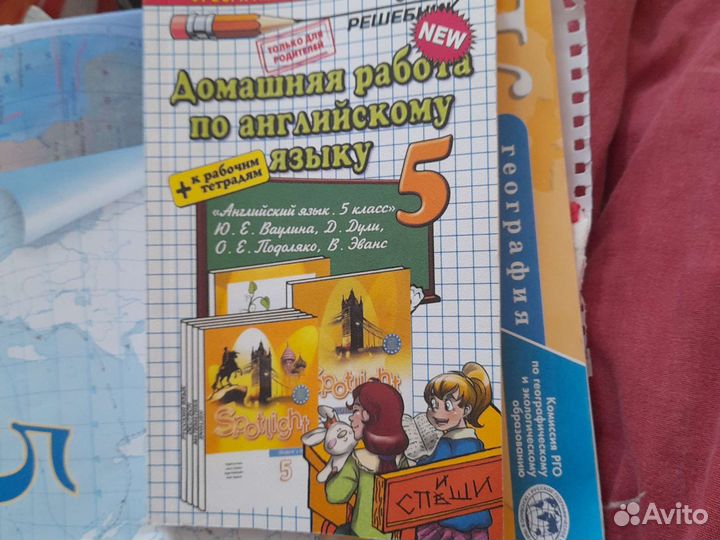 РЕШЕБНИК
NEW
ТОЛЬКО ДЛЯ
РОДИТЕЛЕЙ
Домашняя работа
по английскому
языку
5
+ к рабочим
тетрадям
«Английский язык. 5 класс»
Ю. Е. Ваулина, Д. Дули,
О. Е. Подоляко, В. Эванс
Spotlight
Spotlight
5
И
СПЕШИ
география
Комиссия РГО
по географическому
и экологическому
образованию
5
Avito